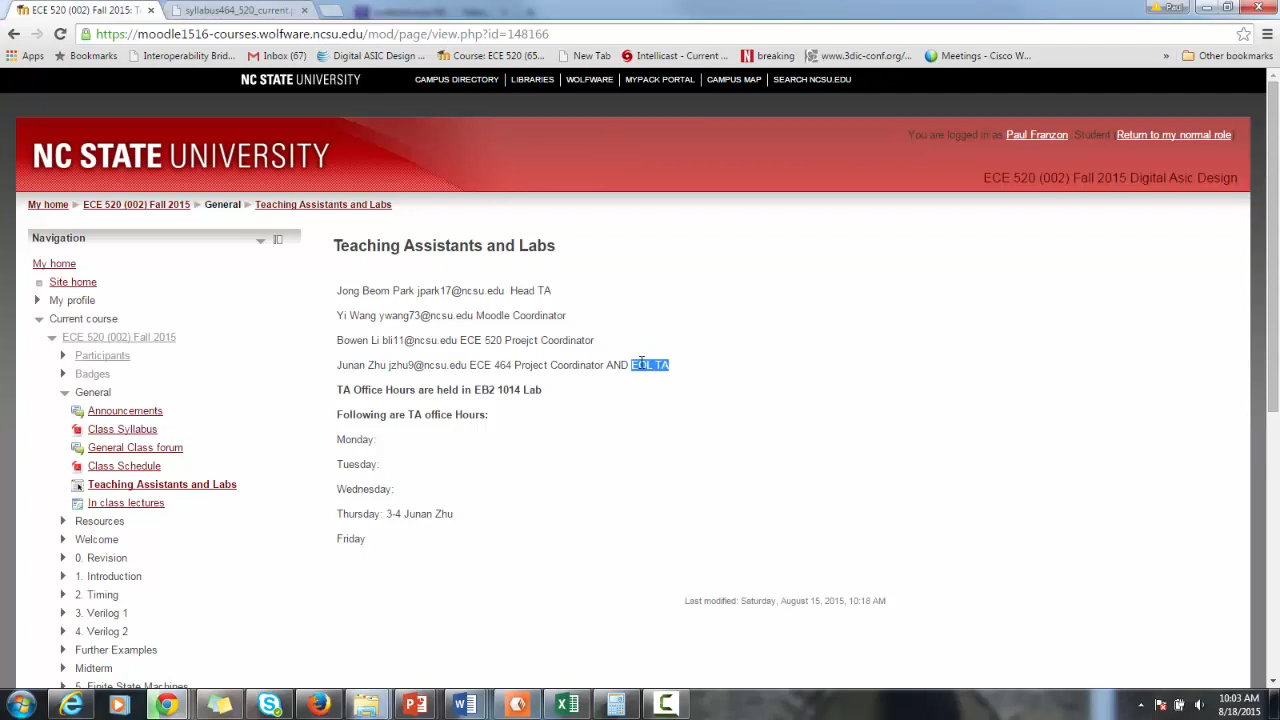 ECE 520 (002) Fall 2015: T
syllabus464_520_current.p
Paul
https://moodle1516-courses.wolfware.ncsu.edu/mod/page/view.php?id=148166
Apps Bookmarks Interoperability Brid... Inbox (67) Digital ASIC Design ... Course: ECE 520 (65... New Tab Intellicast - Current ... breaking www.3dic-conf.org/... Meetings - Cisco W... » Other bookmarks
NC STATE UNIVERSITY CAMPUS DIRECTORY LIBRARIES WOLFWARE MYPACK PORTAL CAMPUS MAP SEARCH NCSU.EDU
You are logged in as Paul Franzon Student (Return to my normal role)
NC STATE UNIVERSITY
ECE 520 (002) Fall 2015 Digital Asic Design
My home ECE 520 (002) Fall 2015 General Teaching Assistants and Labs
Navigation
My home
Site home
My profile
Current course
ECE 520 (002) Fall 2015
Participants
Badges
General
Announcements
Class Syllabus
General Class forum
Class Schedule
Teaching Assistants and Labs
In class lectures
Resources
Welcome
0. Revision
1. Introduction
2. Timing
3. Verilog 1
4. Verilog 2
Further Examples
Midterm
5. Finite State Machines
Teaching Assistants and Labs
Jong Beom Park jpark17@ncsu.edu Head TA
Yi Wang ywang73@ncsu.edu Moodle Coordinator
Bowen Li bli11@ncsu.edu ECE 520 Proejct Coordinator
Junan Zhu jzhu9@ncsu.edu ECE 464 Project Coordinator AND EOL TA
TA Office Hours are held in EB2 1014 Lab
Following are TA office Hours:
Monday:
Tuesday:
Wednesday:
Thursday: 3-4 Junan Zhu
Friday
Last modified: Saturday, August 15, 2015, 10:18 AM
10:03 AM
8/18/2015